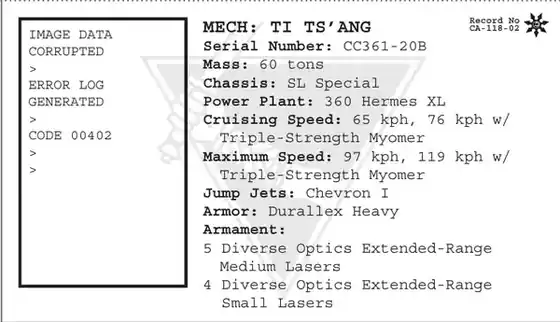 IMAGE DATA
CORRUPTED
>
ERROR LOG
GENERATED
>
CODE 00402
>
>
MECH: TI TS’ANG
Record No
CA-118-02
Serial Number: CC361-20B
Mass: 60 tons
Chassis: SL Special
Power Plant: 360 Hermes XL
Cruising Speed: 65 kph, 76 kph w/
Triple-Strength Myomer
Maximum Speed: 97 kph, 119 kph w/
Triple-Strength Myomer
Jump Jets: Chevron I
Armor: Durallex Heavy
Armament:
5 Diverse Optics Extended-Range
Medium Lasers
4 Diverse Optics Extended-Range
Small Lasers